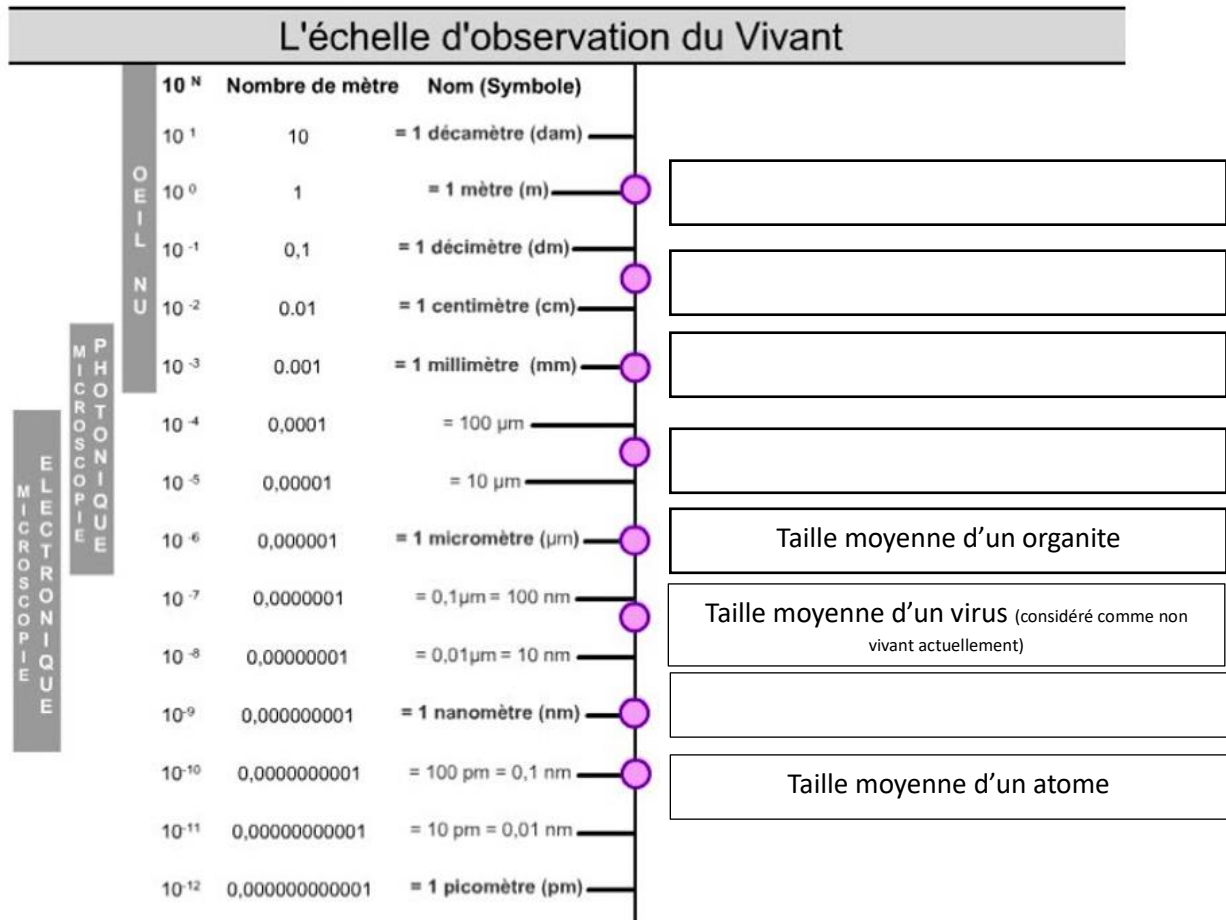 L'échelle d'observation du Vivant
10 N Nombre de mètre Nom (Symbole)
10 1 10 = 1 décamètre (dam)
10 0 1 = 1 mètre (m)
10 -1 0,1 = 1 décimètre (dm)
10 -2 0.01 = 1 centimètre (cm)
10 -3 0.001 = 1 millimètre (mm)
10 -4 0,0001 = 100 µm
10 -5 0,00001 = 10 µm
10 -6 0,000001 = 1 micromètre (µm)
10 -7 0,0000001 = 0,1µm = 100 nm
10 -8 0,00000001 = 0,01µm = 10 nm
10-9 0,000000001 = 1 nanomètre (nm)
10-10 0,0000000001 = 100 pm = 0,1 nm
10-11 0,00000000001 = 10 pm = 0,01 nm
10-12 0,000000000001 = 1 picomètre (pm)
OEIL NU
MICROSCOPIE
PHOTONIQUE
MICROSCOPIE
ELECTRONIQUE
Taille moyenne d’un organite
Taille moyenne d’un virus (considéré comme non
vivant actuellement)
Taille moyenne d’un atome